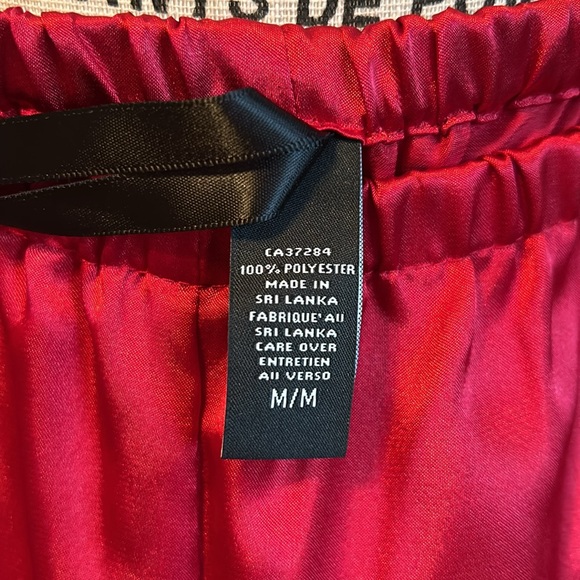 CA37284
100% POLYESTER
MADE IN
SRI LANKA
FABRIQUE' AU
SRI LANKA
CARE OVER
ENTRETIEN
AU VERSO
M/M